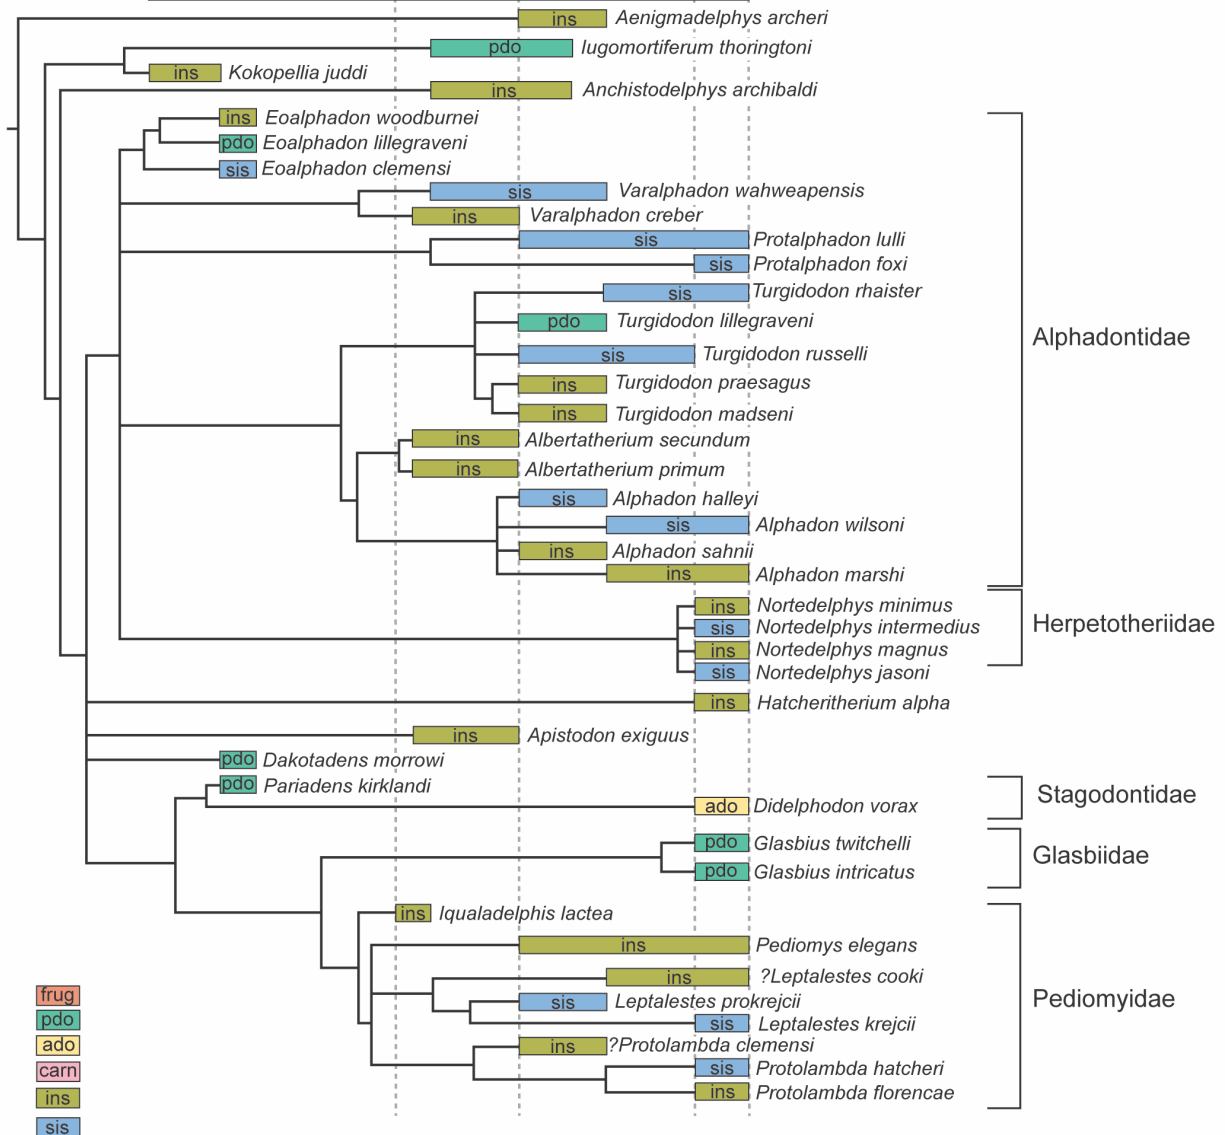 ins Aenigmadelphys archeri
pdo Iugomortiferum thoringtoni
ins Kokopellia juddi
ins Anchistodelphys archibaldi
ins Eoalphadon woodburnei
pdo Eoalphadon lillegraveni
sis Eoalphadon clemensi
sis Varalphadon wahweapensis
ins Varalphadon creber
sis Protalphadon lulli
sis Protalphadon foxi
sis Turgidodon rhaister
pdo Turgidodon lillegraveni
Alphadontidae
sis Turgidodon russelli
ins Turgidodon praesagus
ins Turgidodon madseni
ins Albertatherium secundum
ins Albertatherium primum
sis Alphadon halleyi
sis Alphadon wilsoni
ins Alphadon sahnii
ins Alphadon marshi
ins Nortedelphys minimus
sis Nortedelphys intermedius
Herpetotheriidae
ins Nortedelphys magnus
sis Nortedelphys jasoni
ins Hatcheritherium alpha
ins Apistodon exiguus
pdo Dakotadens morrowi
pdo Pariadens kirklandi
Stagodontidae
ado Didelphodon vorax
pdo Glasbius twitchelli
Glasbiidae
pdo Glasbius intricatus
ins Iqualadelphis lactea
ins Pediomys elegans
ins ?Leptalestes cooki
Pediomyidae
sis Leptalestes prokrejcii
sis Leptalestes krejcii
ins ?Protolambda clemensi
sis Protolambda hatcheri
ins Protolambda florencae
frug
pdo
ado
carn
ins
sis